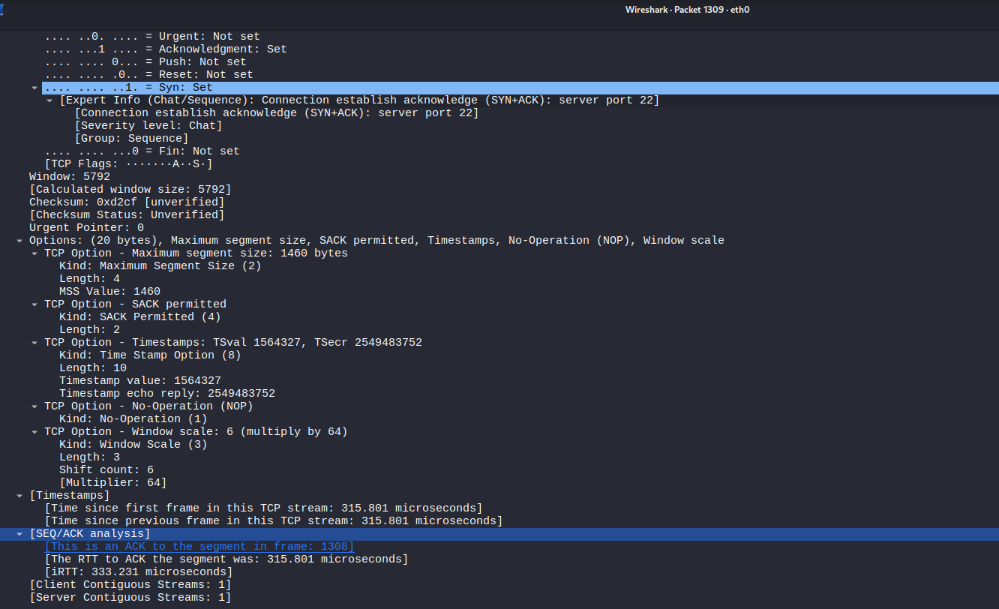 Wireshark · Packet 1309 · eth0
.... ..0. .... = Urgent: Not set
.... ...1 .... = Acknowledgment: Set
.... .... 0... = Push: Not set
.... .... .0.. = Reset: Not set
.... .... ..1. = Syn: Set
[Expert Info (Chat/Sequence): Connection establish acknowledge (SYN+ACK): server port 22]
[Connection establish acknowledge (SYN+ACK): server port 22]
[Severity level: Chat]
[Group: Sequence]
.... .... ...0 = Fin: Not set
[TCP Flags: ·······A··S·]
Window: 5792
[Calculated window size: 5792]
Checksum: 0xd2cf [unverified]
[Checksum Status: Unverified]
Urgent Pointer: 0
Options: (20 bytes), Maximum segment size, SACK permitted, Timestamps, No-Operation (NOP), Window scale
TCP Option - Maximum segment size: 1460 bytes
Kind: Maximum Segment Size (2)
Length: 4
MSS Value: 1460
TCP Option - SACK permitted
Kind: SACK Permitted (4)
Length: 2
TCP Option - Timestamps: TSval 1564327, TSecr 2549483752
Kind: Time Stamp Option (8)
Length: 10
Timestamp value: 1564327
Timestamp echo reply: 2549483752
TCP Option - No-Operation (NOP)
Kind: No-Operation (1)
TCP Option - Window scale: 6 (multiply by 64)
Kind: Window Scale (3)
Length: 3
Shift count: 6
[Multiplier: 64]
[Timestamps]
[Time since first frame in this TCP stream: 315.801 microseconds]
[Time since previous frame in this TCP stream: 315.801 microseconds]
[SEQ/ACK analysis]
[This is an ACK to the segment in frame: 1308]
[The RTT to ACK the segment was: 315.801 microseconds]
[iRTT: 333.231 microseconds]
[Client Contiguous Streams: 1]
[Server Contiguous Streams: 1]